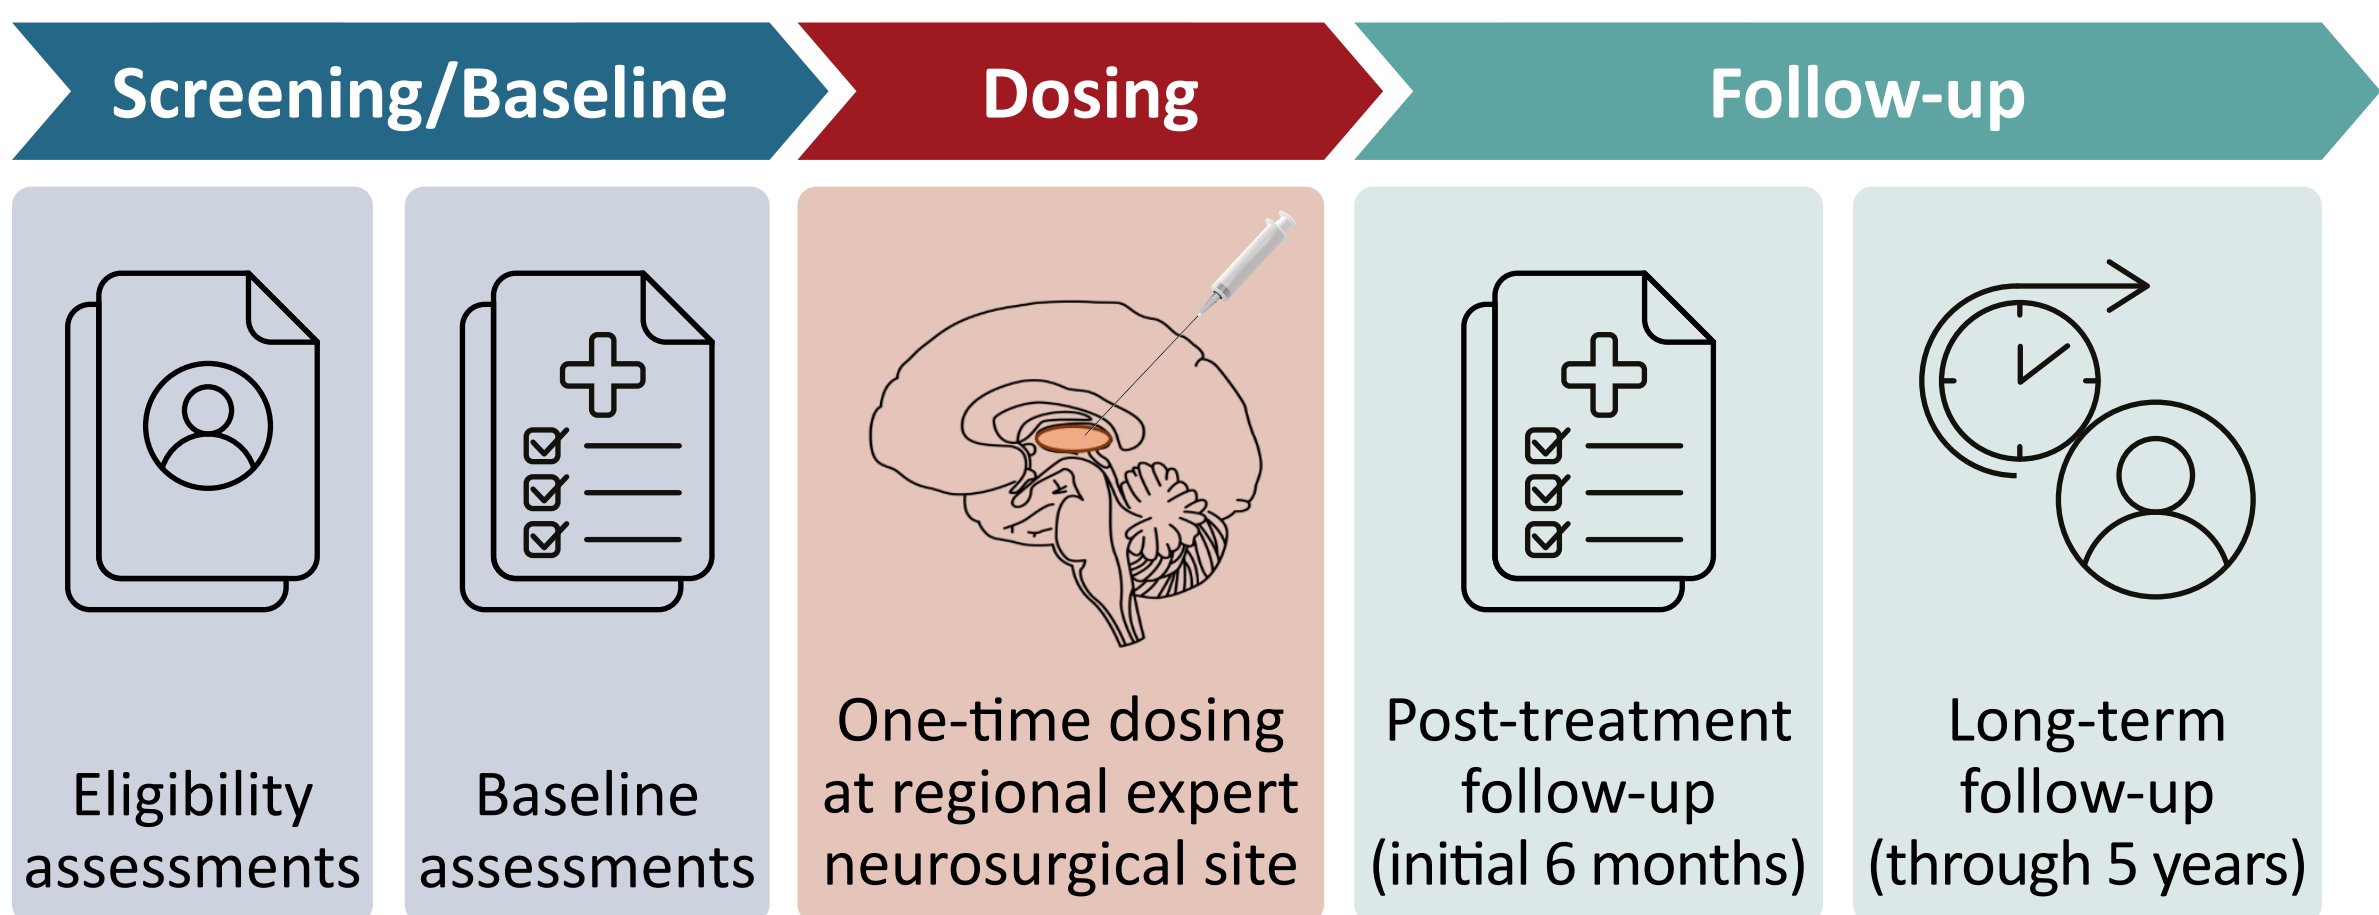 Screening/Baseline
Dosing
Follow-up
Eligibility
assessments
Baseline
assessments
One-time dosing
at regional expert
neurosurgical site
Post-treatment
follow-up
(initial 6 months)
Long-term
follow-up
(through 5 years)